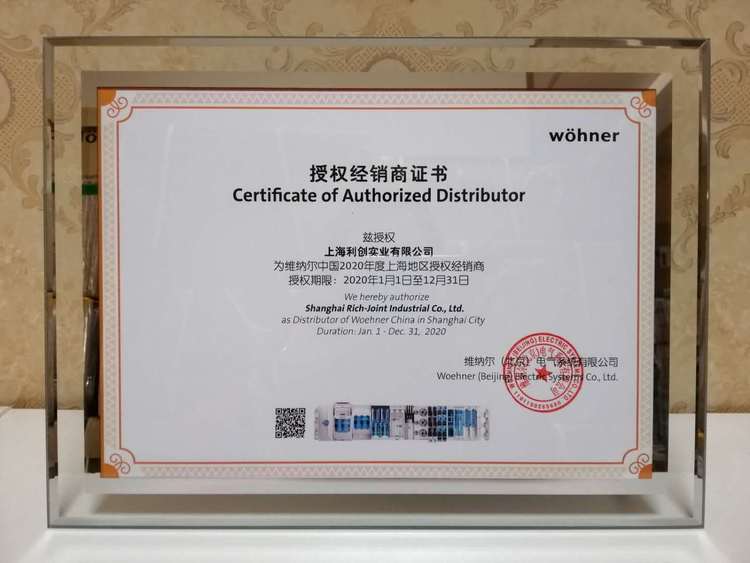 wöhner
授权经销商证书
Certificate of Authorized Distributor
兹授权
上海利创实业有限公司
为维纳尔中国2020年度上海地区授权经销商
授权期限：2020年1月1日至12月31日
We hereby authorize
Shanghai Rich-Joint Industrial Co., Ltd.
as Distributor of Woehner China in Shanghai City
Duration: Jan. 1 - Dec. 31, 2020
维纳尔（北京）电气系统有限公司
Woehner (Beijing) Electric Systems Co., Ltd.